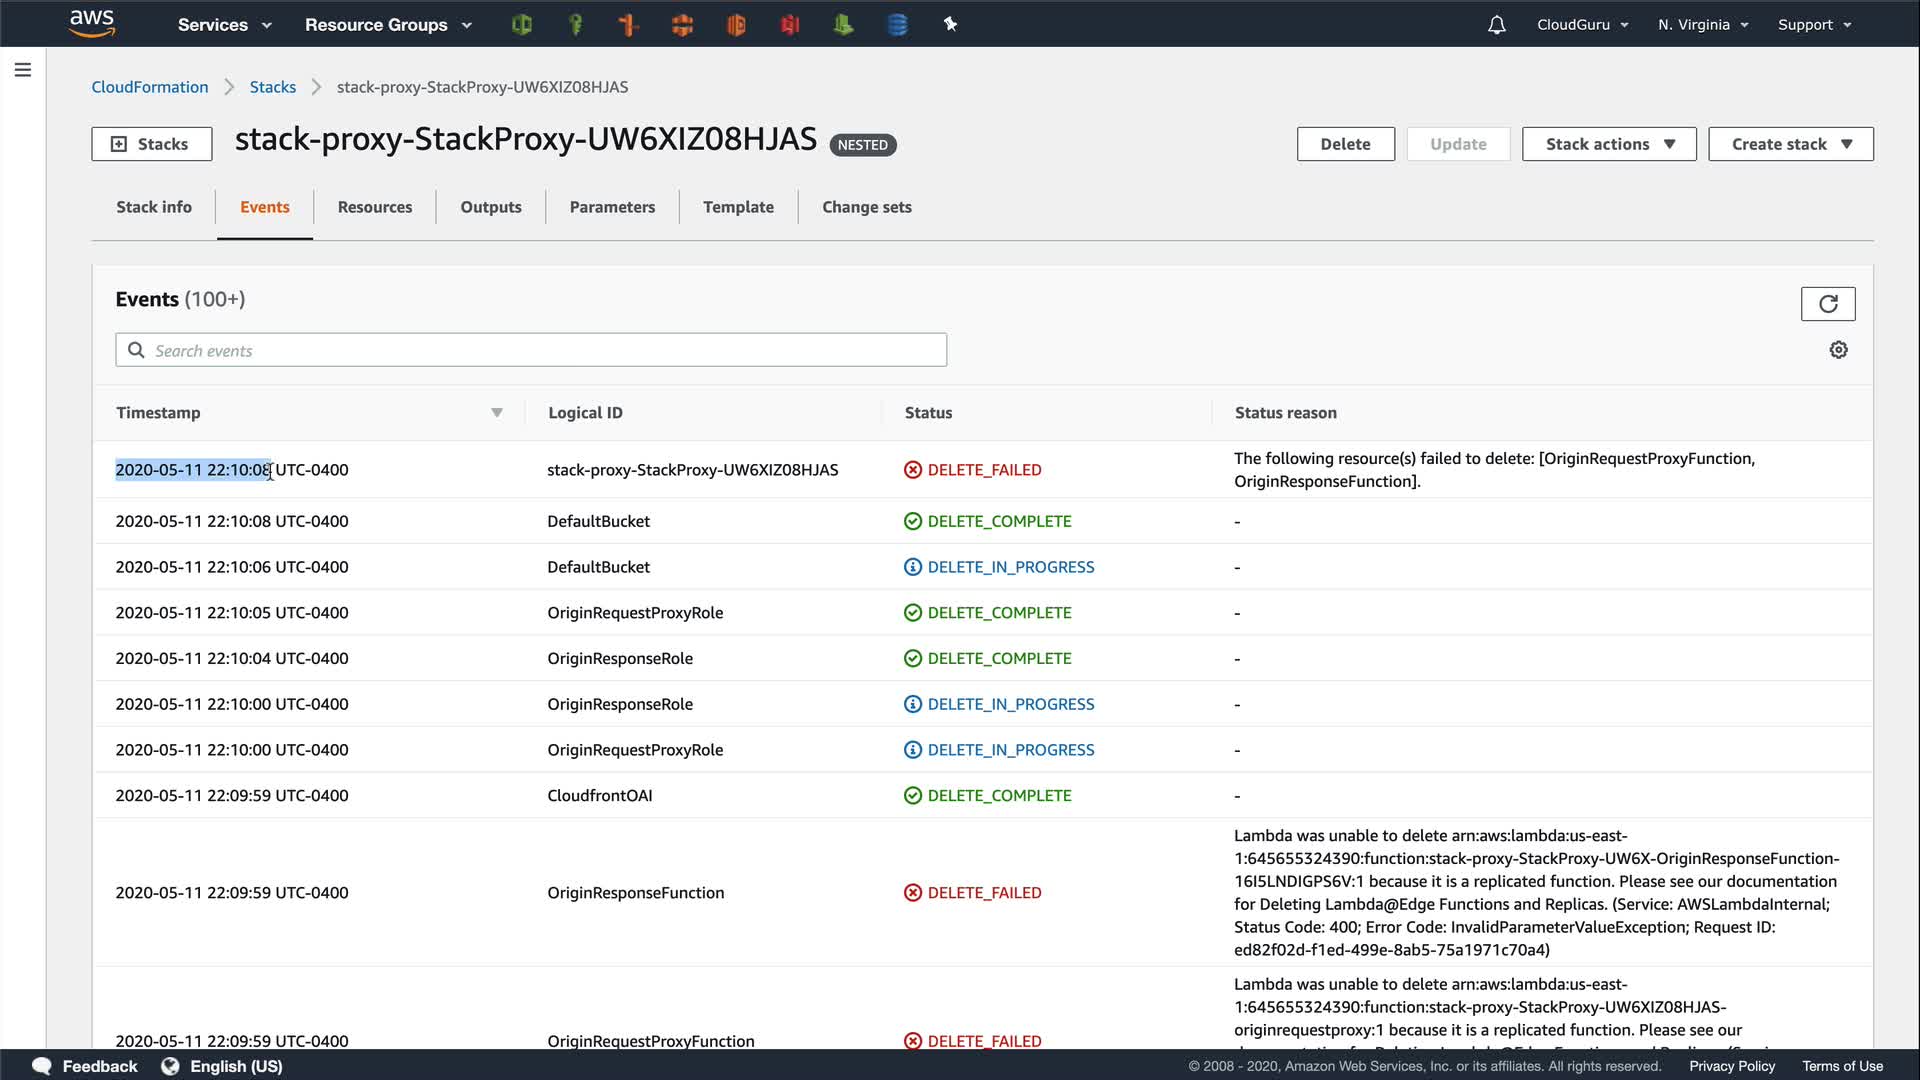 aws
Services
Resource Groups
CloudGuru
N. Virginia
Support
CloudFormation
Stacks
stack-proxy-StackProxy-UW6XIZ08HJAS
Stacks
stack-proxy-StackProxy-UW6XIZ08HJAS
NESTED
Delete
Update
Stack actions
Create stack
Stack info
Events
Resources
Outputs
Parameters
Template
Change sets
Events (100+)
Search events
Timestamp
Logical ID
Status
Status reason
2020-05-11 22:10:08 UTC-0400
stack-proxy-StackProxy-UW6XIZ08HJAS
DELETE_FAILED
The following resource(s) failed to delete: [OriginRequestProxyFunction,
OriginResponseFunction].
2020-05-11 22:10:08 UTC-0400
DefaultBucket
DELETE_COMPLETE
-
2020-05-11 22:10:06 UTC-0400
DefaultBucket
DELETE_IN_PROGRESS
-
2020-05-11 22:10:05 UTC-0400
OriginRequestProxyRole
DELETE_COMPLETE
-
2020-05-11 22:10:04 UTC-0400
OriginResponseRole
DELETE_COMPLETE
-
2020-05-11 22:10:00 UTC-0400
OriginResponseRole
DELETE_IN_PROGRESS
-
2020-05-11 22:10:00 UTC-0400
OriginRequestProxyRole
DELETE_IN_PROGRESS
-
2020-05-11 22:09:59 UTC-0400
CloudfrontOAI
DELETE_COMPLETE
-
2020-05-11 22:09:59 UTC-0400
OriginResponseFunction
DELETE_FAILED
Lambda was unable to delete arn:aws:lambda:us-east-
1:645655324390:function:stack-proxy-StackProxy-UW6X-OriginResponseFunction-
16I5LNDIGPS6V:1 because it is a replicated function. Please see our documentation
for Deleting Lambda@Edge Functions and Replicas. (Service: AWSLambdaInternal;
Status Code: 400; Error Code: InvalidParameterValueException; Request ID:
ed82f02d-f1ed-499e-8ab5-75a1971c70a4)
2020-05-11 22:09:59 UTC-0400
OriginRequestProxyFunction
DELETE_FAILED
Lambda was unable to delete arn:aws:lambda:us-east-
1:645655324390:function:stack-proxy-StackProxy-UW6XIZ08HJAS-
originrequestproxy:1 because it is a replicated function. Please see our
Feedback
English (US)
© 2008 - 2020, Amazon Web Services, Inc. or its affiliates. All rights reserved.
Privacy Policy
Terms of Use